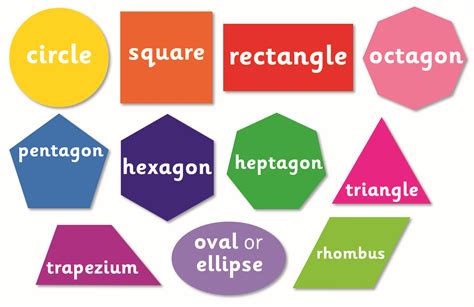 circle
square
rectangle
octagon
pentagon
hexagon
heptagon
triangle
trapezium
oval or
ellipse
rhombus